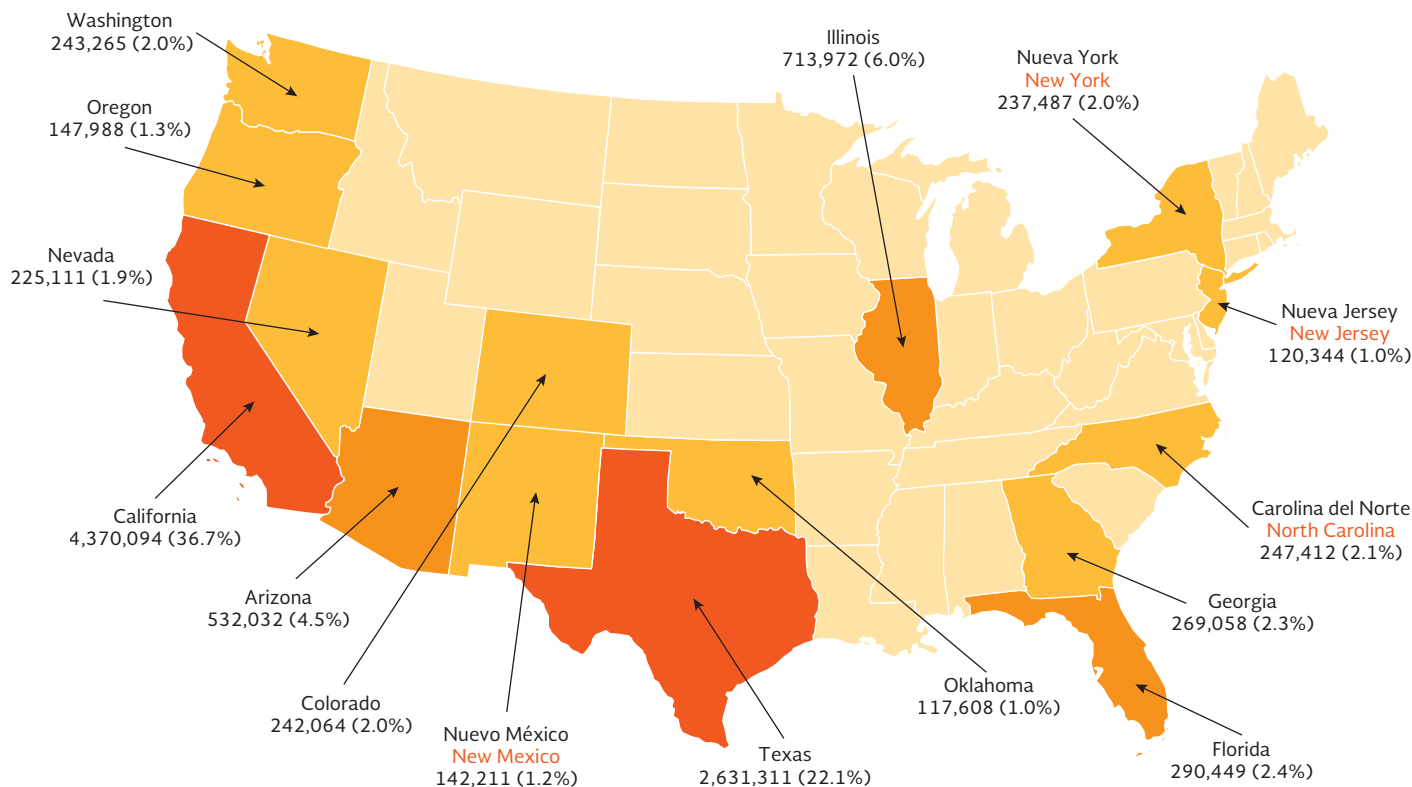 Washington
243,265 (2.0%)
Oregon
147,988 (1.3%)
Nevada
225,111 (1.9%)
California
4,370,094 (36.7%)
Arizona
532,032 (4.5%)
Colorado
242,064 (2.0%)
Nuevo México
New Mexico
142,211 (1.2%)
Texas
2,631,311 (22.1%)
Illinois
713,972 (6.0%)
Nueva York
New York
237,487 (2.0%)
Nueva Jersey
New Jersey
120,344 (1.0%)
Carolina del Norte
North Carolina
247,412 (2.1%)
Georgia
269,058 (2.3%)
Oklahoma
117,608 (1.0%)
Florida
290,449 (2.4%)